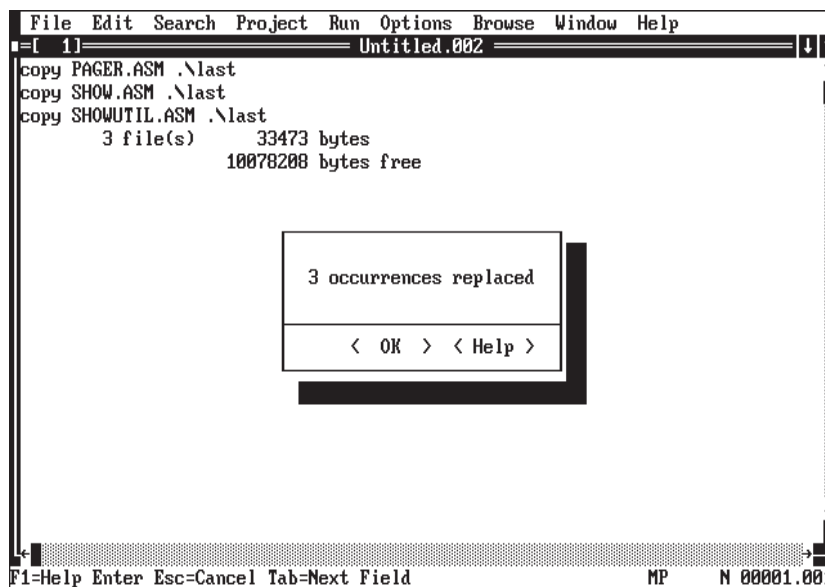 File Edit Search Project Run Options Browse Window Help
[ 1] Untitled.002
copy PAGER.ASM .\last
copy SHOW.ASM .\last
copy SHOWUTIL.ASM .\last
3 file(s) 33473 bytes
10078208 bytes free
3 occurrences replaced
< OK > < Help >
F1=Help Enter Esc=Cancel Tab=Next Field MP N 00001.00